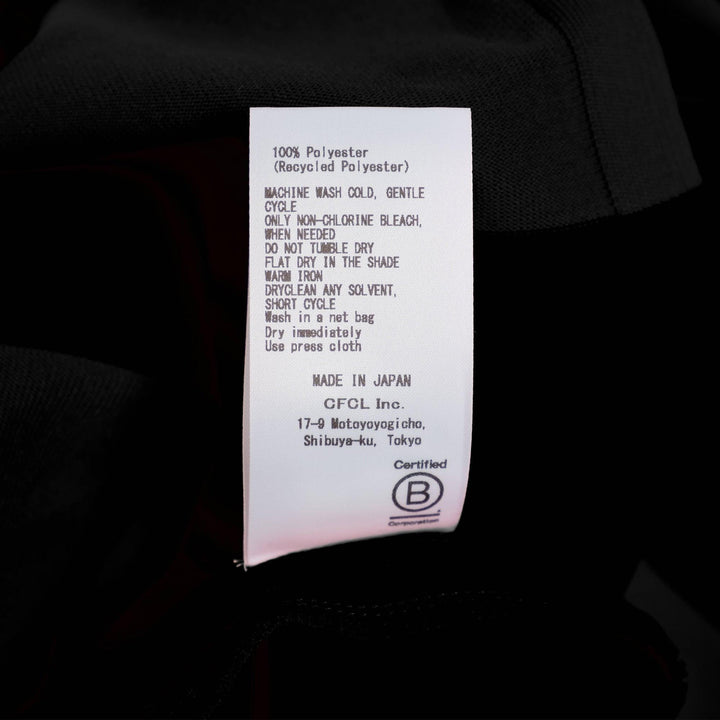 100% Polyester
(Recycled Polyester)
MACHINE WASH COLD, GENTLE
CYCLE
ONLY NON-CHLORINE BLEACH,
WHEN NEEDED
DO NOT TUMBLE DRY
FLAT DRY IN THE SHADE
WARM IRON
DRYCLEAN ANY SOLVENT,
SHORT CYCLE
Wash in a net bag
Dry immediately
Use press cloth
MADE IN JAPAN
CFCL Inc.
17-9 Motoyoyogicho,
Shibuya-ku, Tokyo
Certified
B
Corporation